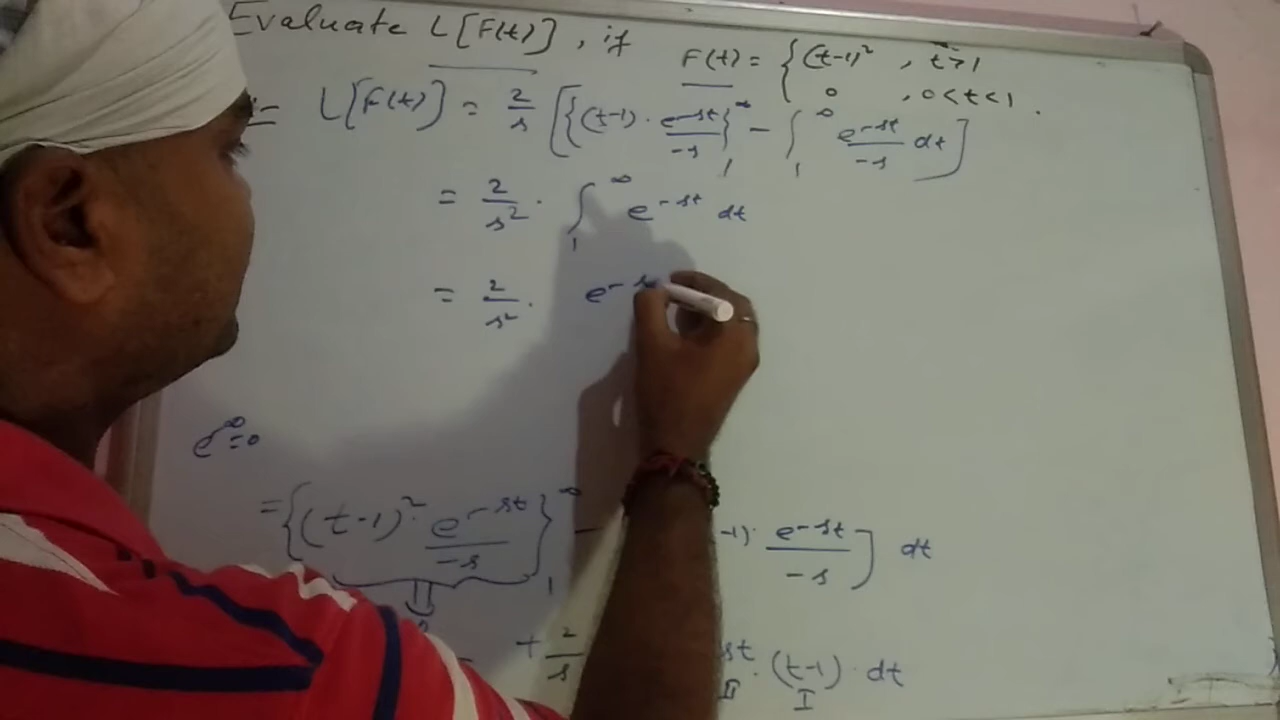 Evaluate L[F(t)], if F(t) = { (t-1)² , t>1
0 , 0<t<1 .
L[F(t)] = 2/s [ { (t-1) · e^-st/-s }₁^∞ - ∫₁^∞ e^-st/-s dt ]
= 2/s² · ∫₁^∞ e^-st dt
= 2/s² · e^-s
e^-∞=0
= { (t-1)² · e^-st/-s }₁^∞ - -1) · e^-st/-s ] dt
+ 2/s st · (t-1) · dt
II I